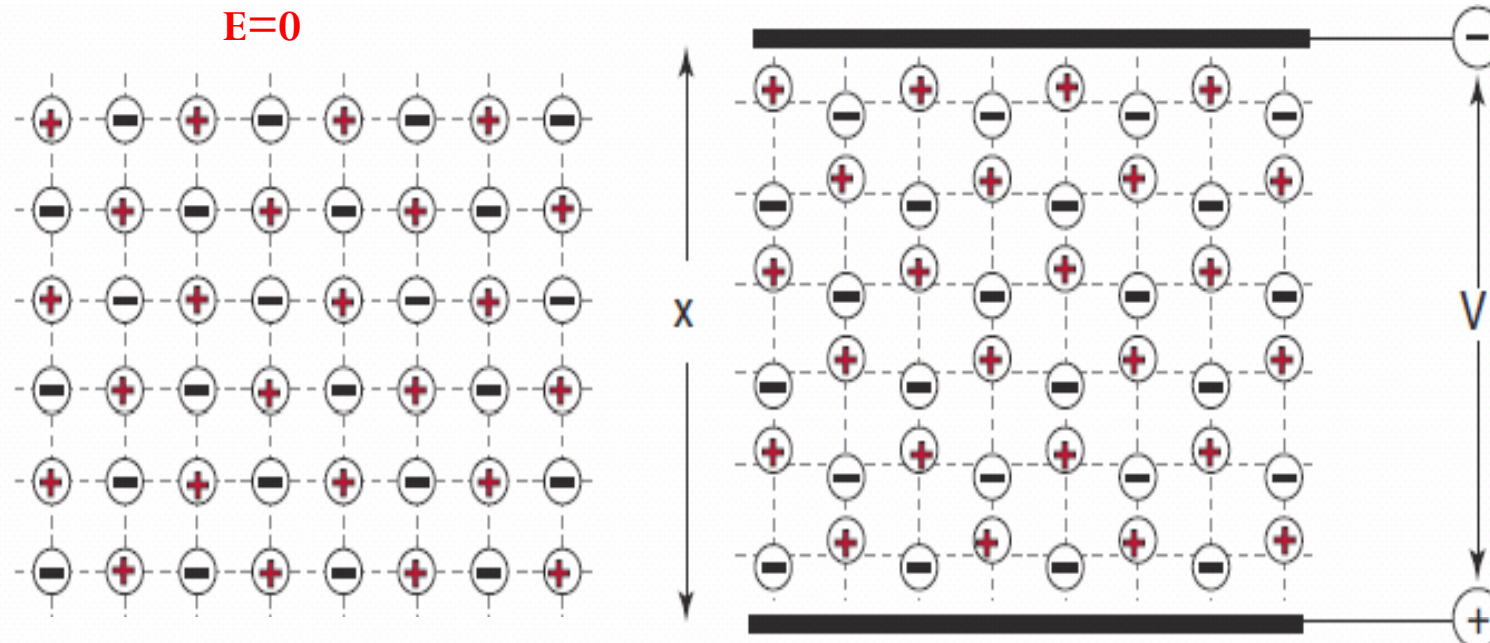 E=0
+ − + − + − + −
− + − + − + − +
+ − + − + − + −
− + − + − + − +
+ − + − + − + −
− + − + − + − +
x
−
+ − + − + − + −
− + − + − + − +
+ − + − + − + −
− + − + − + − +
+ − + − + − + −
− + − + − + − +
V
+